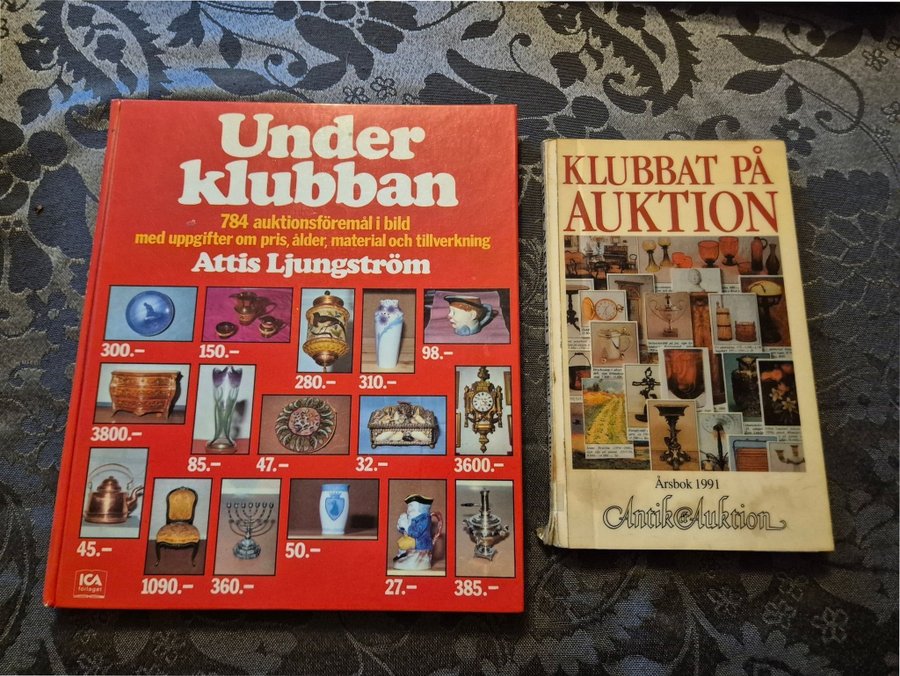 Under
klubban
784 auktionsföremål i bild
med uppgifter om pris, ålder, material och tillverkning
Attis Ljungström
300.–
150.–
280.–
310.–
98.–
3800.–
85.–
47.–
32.–
3600.–
45.–
1090.–
360.–
50.–
27.–
385.–
ICA
förlaget
KLUBBAT PÅ
AUKTION
Årsbok 1991
Antik & Auktion